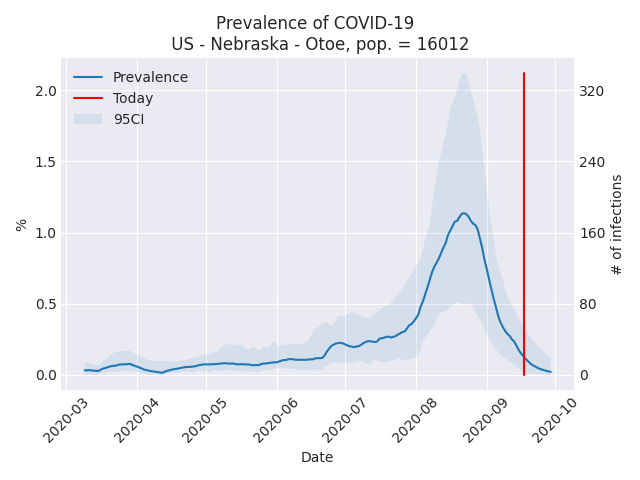 Prevalence of COVID-19
US - Nebraska - Otoe, pop. = 16012
Prevalence
Today
95CI
2.0
1.5
1.0
0.5
0.0
%
320
240
160
80
0
# of infections
2020-03
2020-04
2020-05
2020-06
2020-07
2020-08
2020-09
2020-10
Date